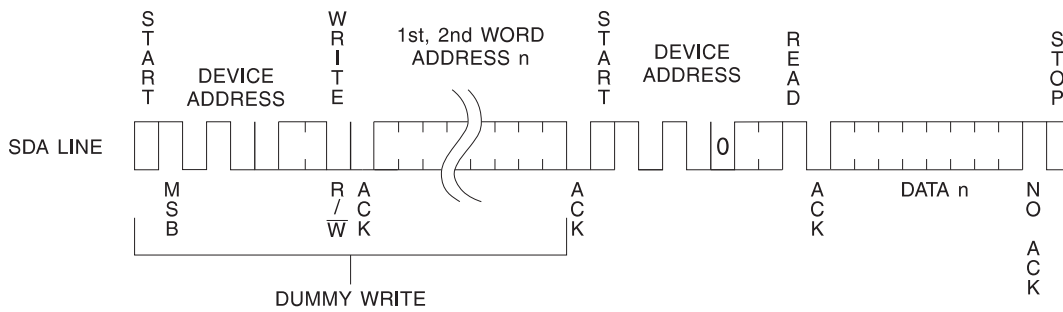 START
WRITE
1st, 2nd WORD
ADDRESS n
START
DEVICE
ADDRESS
READ
STOP
DEVICE
ADDRESS
SDA LINE
0
MSB
R/W
ACK
ACK
ACK
DATA n
NO ACK
DUMMY WRITE